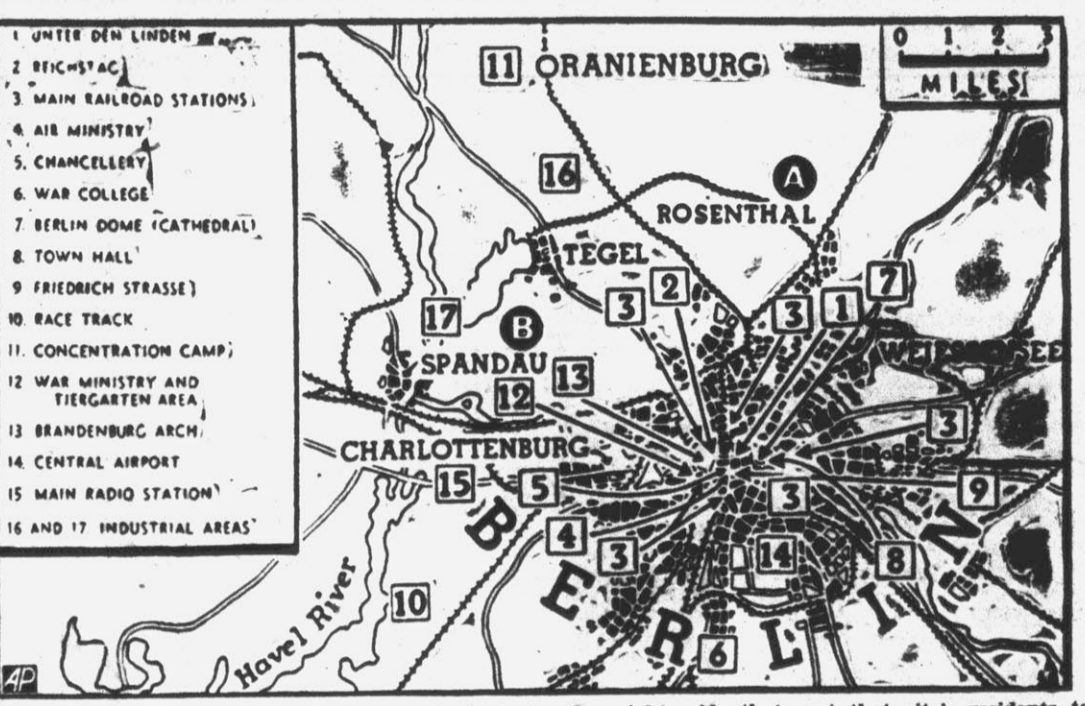 1 UNTER DEN LINDEN
2 REICHSTAG
3. MAIN RAILROAD STATIONS
4. AIR MINISTRY
5. CHANCELLERY
6. WAR COLLEGE
7. BERLIN DOME (CATHEDRAL)
8. TOWN HALL
9 FRIEDRICH STRASSE
10. RACE TRACK
11. CONCENTRATION CAMP
12 WAR MINISTRY AND
TIERGARTEN AREA
13 BRANDENBURG ARCH
14. CENTRAL AIRPORT
15 MAIN RADIO STATION
16 AND 17 INDUSTRIAL AREAS
0 1 2 3
MILES
11 ORANIENBURG
16
A
ROSENTHAL
TEGEL
2
7
3
3
1
17
B
WEISSENSEE
SPANDAU
13
12
3
CHARLOTTENBURG
15
5
3
9
4
3
14
8
10
6
BERLIN
Havel River
AP